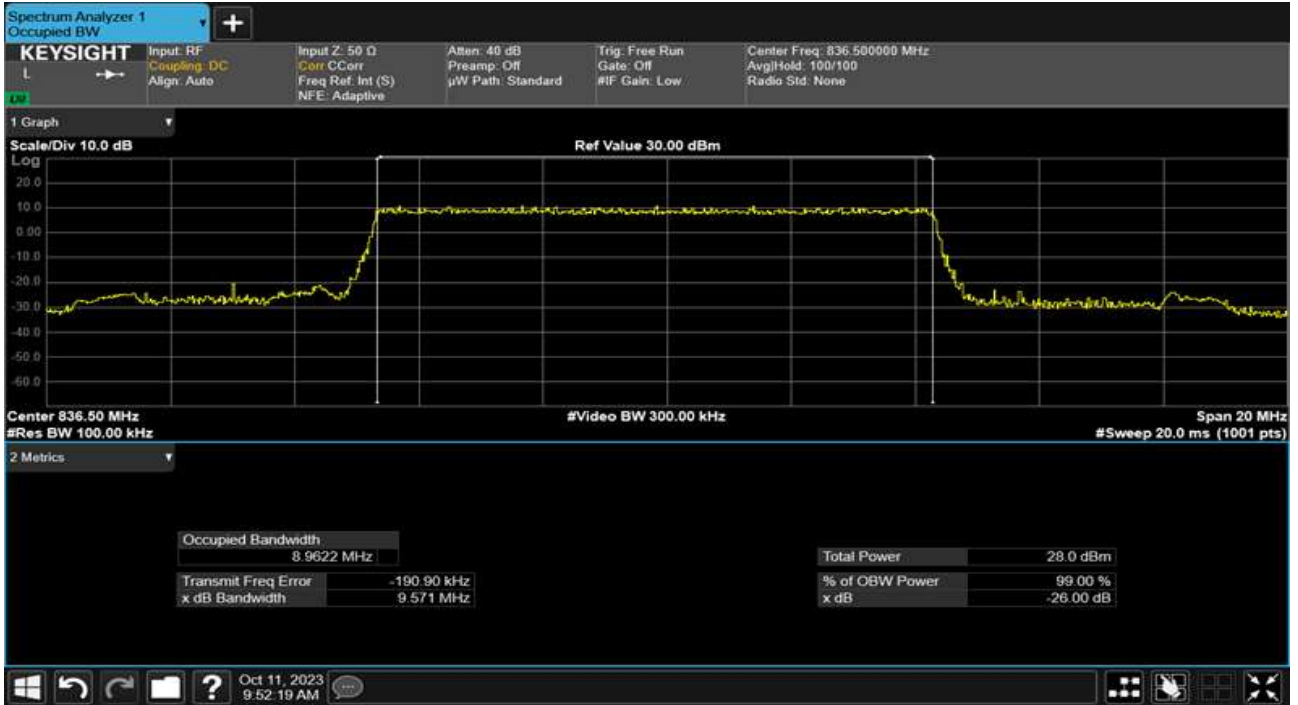 Spectrum Analyzer 1
Occupied BW
KEYSIGHT
L
Input: RF
Coupling: DC
Align: Auto
Input Z: 50 Ω
Corr CCorr
Freq Ref: Int (S)
NFE: Adaptive
Atten: 40 dB
Preamp: Off
µW Path: Standard
Trig: Free Run
Gate: Off
#IF Gain: Low
Center Freq: 836.500000 MHz
Avg|Hold: 100/100
Radio Std: None
1 Graph
Scale/Div 10.0 dB
Ref Value 30.00 dBm
Log
20.0
10.0
0.00
-10.0
-20.0
-30.0
-40.0
-50.0
-60.0
Center 836.50 MHz
#Video BW 300.00 kHz
Span 20 MHz
#Res BW 100.00 kHz
#Sweep 20.0 ms (1001 pts)
2 Metrics
Occupied Bandwidth
8.9622 MHz
Total Power 28.0 dBm
Transmit Freq Error -190.90 kHz
% of OBW Power 99.00 %
x dB Bandwidth 9.571 MHz
x dB -26.00 dB
Oct 11, 2023
9:52:19 AM